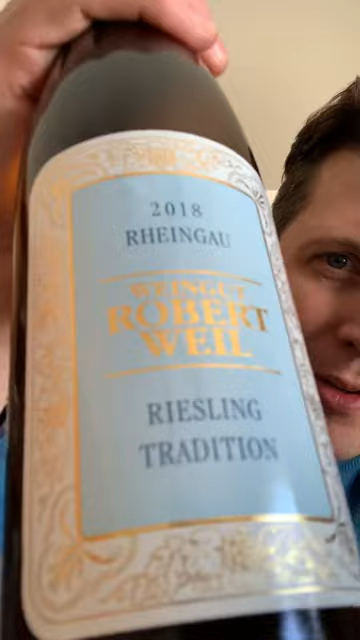 2018
RHEINGAU
WEINGUT
ROBERT
WEIL
RIESLING
TRADITION